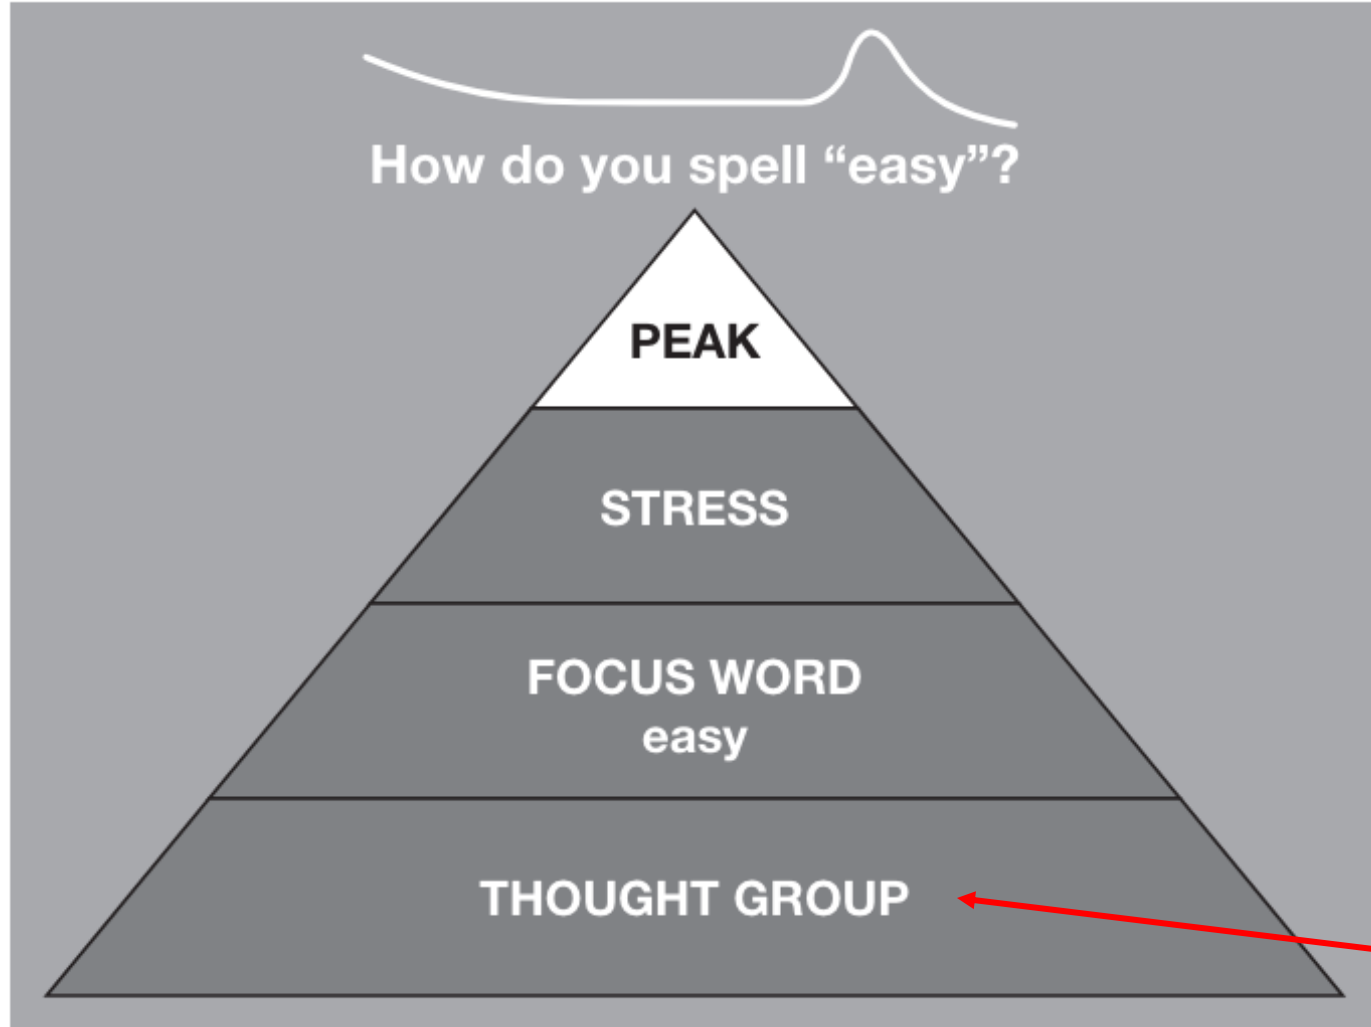 How do you spell “easy”?
PEAK
STRESS
FOCUS WORD
easy
THOUGHT GROUP